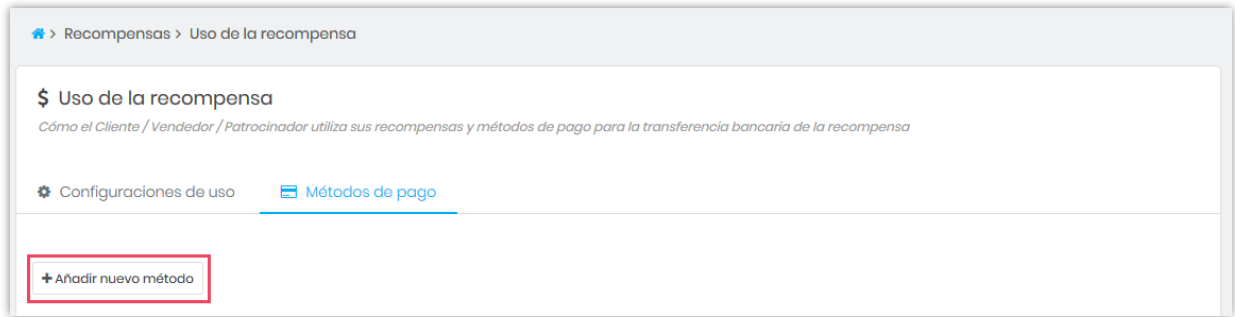 > Recompensas > Uso de la recompensa
$ Uso de la recompensa
Cómo el Cliente / Vendedor / Patrocinador utiliza sus recompensas y métodos de pago para la transferencia bancaria de la recompensa
Configuraciones de uso Métodos de pago
+ Añadir nuevo método